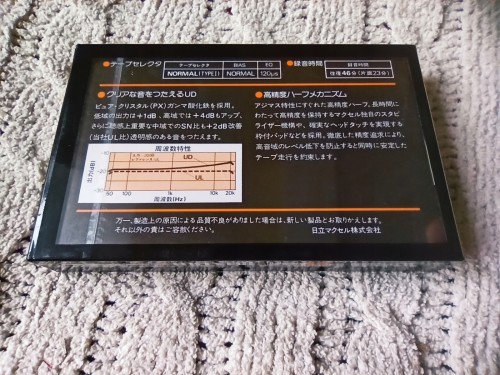 ●テープセレクタ
テープセレクタ BIAS EQ
NORMAL(TYPE I) NORMAL 120μs
●録音時間
録音時間
往復46分(片面23分)
●クリアな音をつたえるUD
ピュア・クリスタル(PX)ガンマ酸化鉄を採用。
低域の出力は+1dB、高域では+4dBもアップ。
さらに聴感上重要な中域でのSN比も+2dB改善
(当社UL比)透明感のある音を伝えます。
周波数特性
出力(dB)
-10
-20
-30
UD
UL
50 100 1k 10k 20k
周波数(Hz)
●高精度ハーフメカニズム
アジマス特性にすぐれた高精度ハーフ、長時間に
わたって高精度を保持するマクセル独自のスタビ
ライザー機構や、確実なヘッドタッチを実現する
枠付パッドなどを採用。徹底した精度追求により、
高音域のレベル低下を防止すると同時に安定した
テープ走行を約束します。
万一、製造上の原因による品質不良がありました場合は、新しい製品とお取りかえします。
それ以外の責はご容赦ください。
日立マクセル株式会社